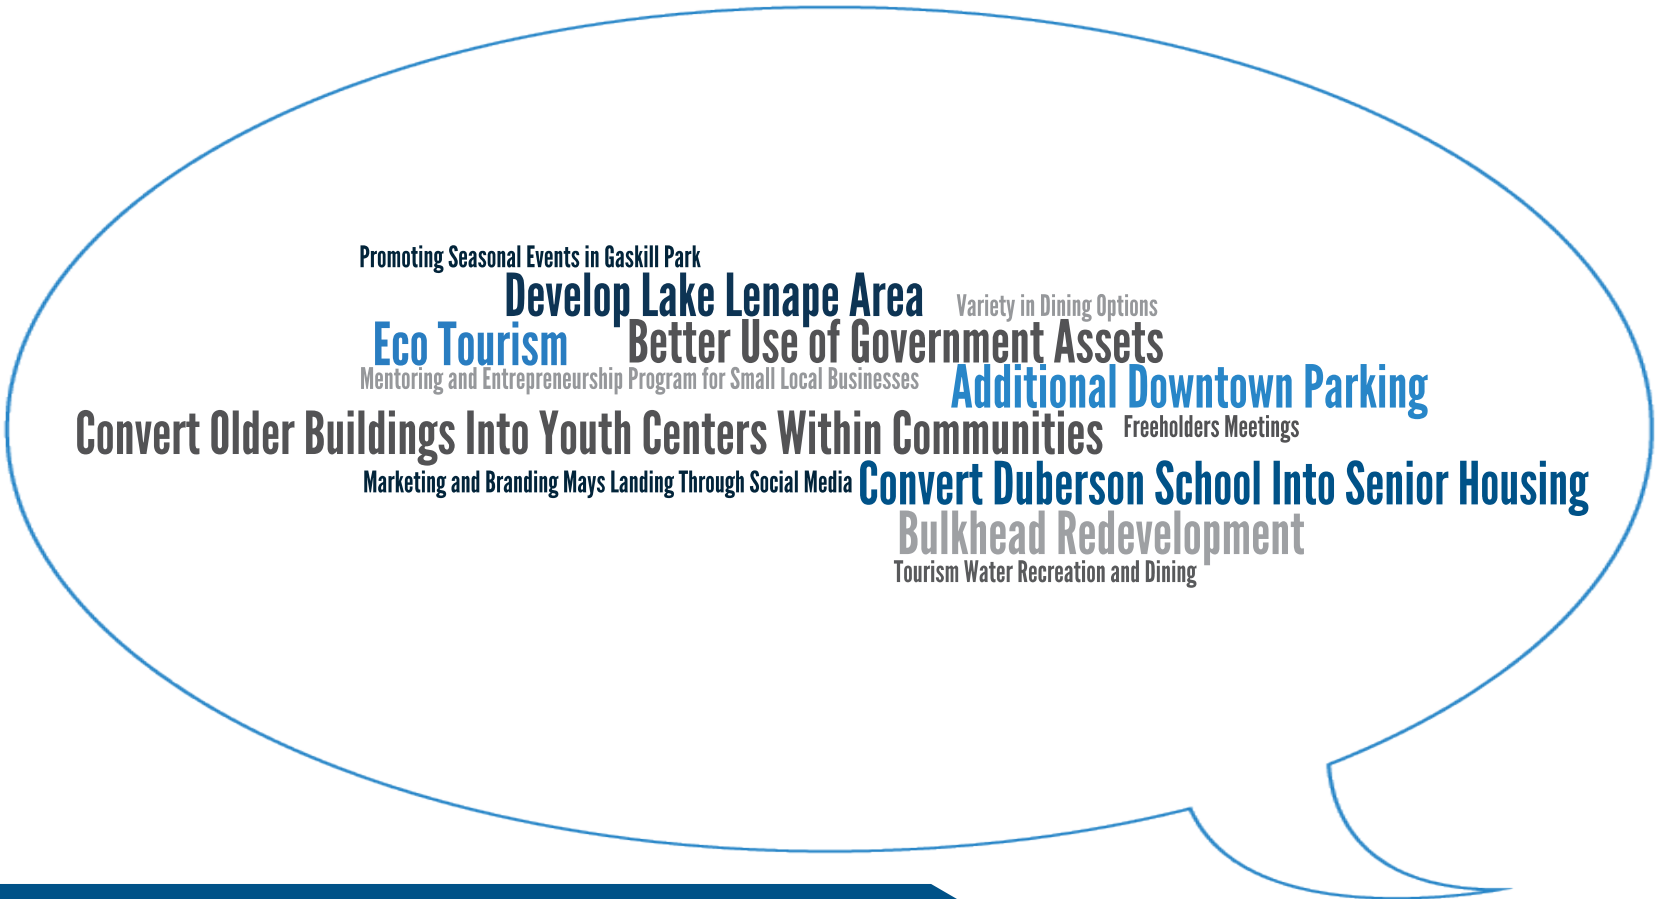 Promoting Seasonal Events in Gaskill Park
Develop Lake Lenape Area
Variety in Dining Options
Eco Tourism
Better Use of Government Assets
Mentoring and Entrepreneurship Program for Small Local Businesses
Additional Downtown Parking
Convert Older Buildings Into Youth Centers Within Communities
Freeholders Meetings
Marketing and Branding Mays Landing Through Social Media
Convert Duberson School Into Senior Housing
Bulkhead Redevelopment
Tourism Water Recreation and Dining